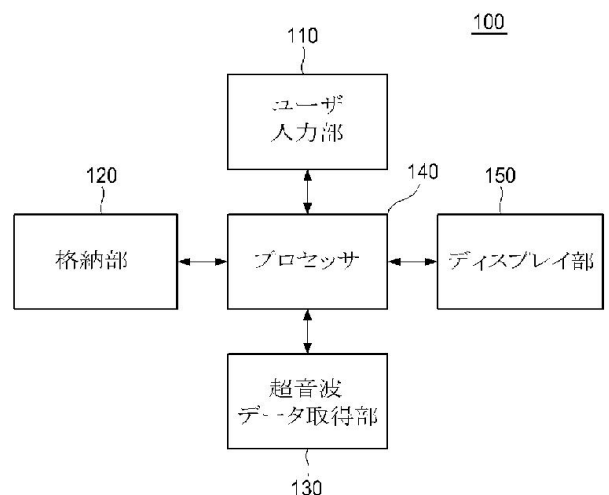 100
110
ユーザ
入力部
120
格納部
140
プロセッサ
150
ディスプレイ部
超音波
データ取得部
130